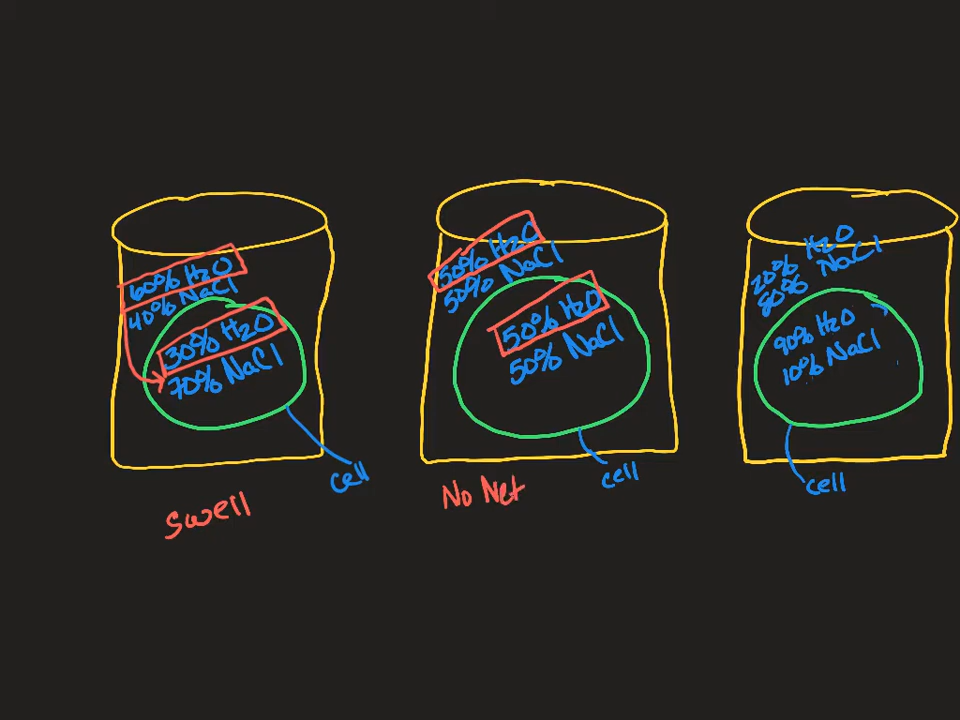 60% H2O
40% NaCl
30% H2O
70% NaCl
cell
swell
50% H2O
50% NaCl
50% H2O
50% NaCl
cell
No Net
20% H2O
80% NaCl
90% H2O
10% NaCl
cell